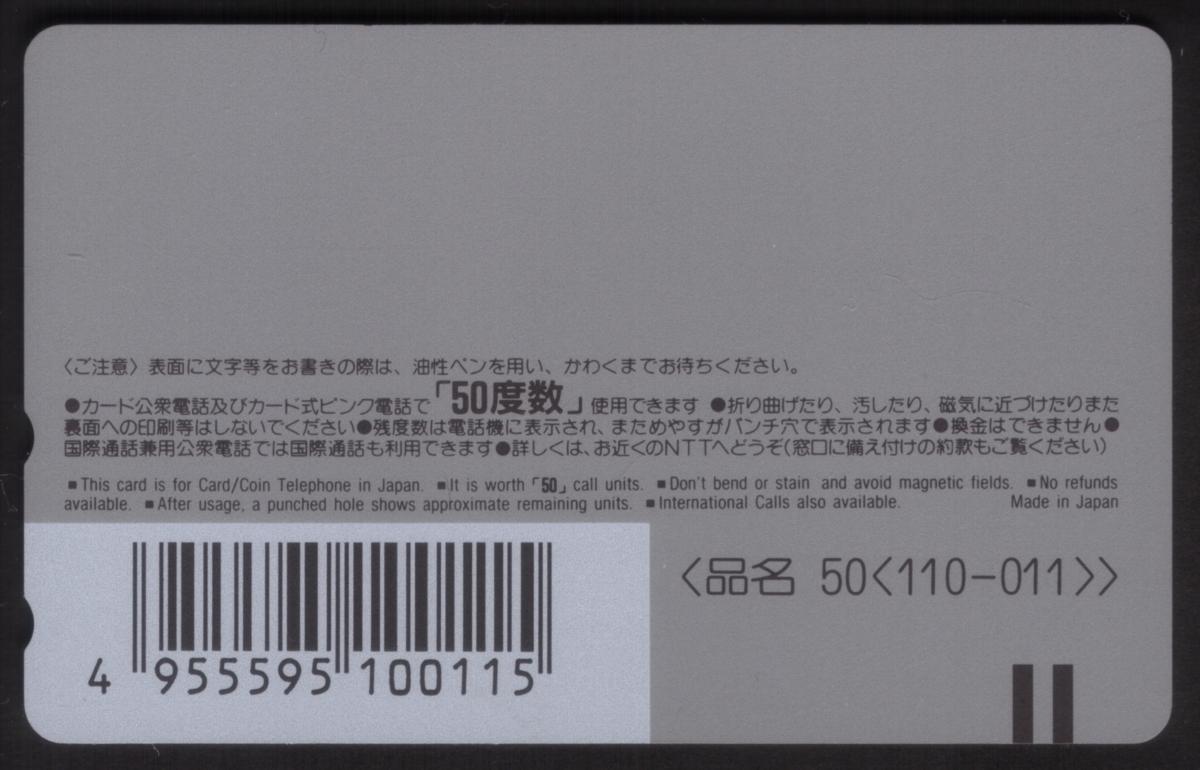 〈ご注意〉表面に文字等をお書きの際は、油性ペンを用い、かわくまでお待ちください。
●カード公衆電話及びカード式ピンク電話で「50度数」使用できます ●折り曲げたり、汚したり、磁気に近づけたりまた
裏面への印刷等はしないでください●残度数は電話機に表示され、まためやすがパンチ穴で表示されます●換金はできません●
国際通話兼用公衆電話では国際通話も利用できます●詳しくは、お近くのNTTへどうぞ(窓口に備え付けの約款もご覧ください)
■This card is for Card/Coin Telephone in Japan. ■It is worth「50」call units. ■Don't bend or stain and avoid magnetic fields. ■No refunds
available. ■After usage, a punched hole shows approximate remaining units. ■International Calls also available. Made in Japan
〈品名 50〈110-011〉〉
4 955595 100115